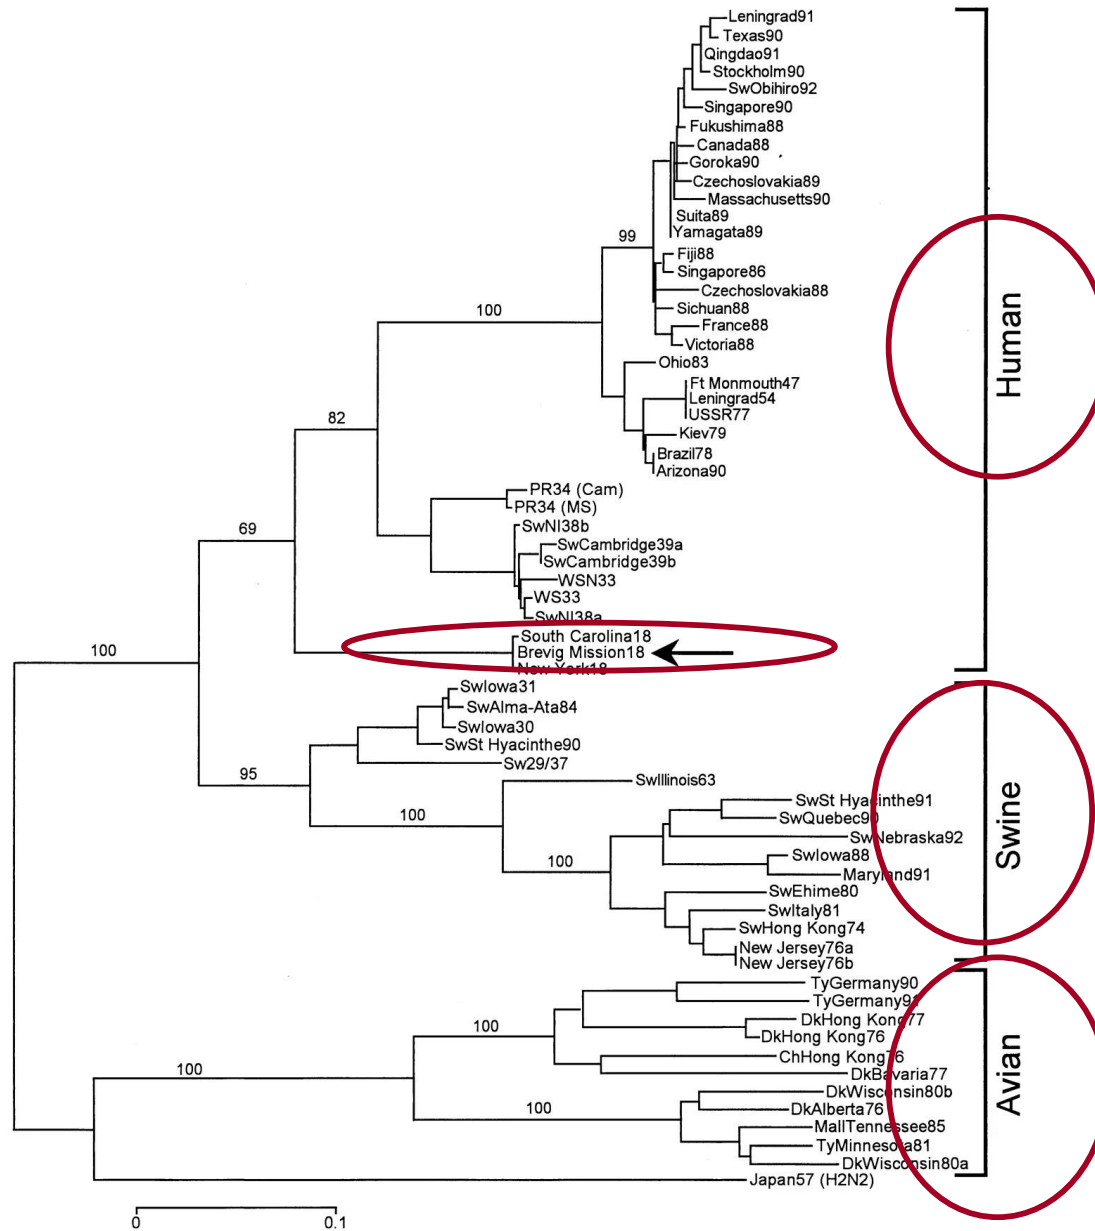 Leningrad91
Texas90
Qingdao91
Stockholm90
SwObihiro92
Singapore90
Fukushima88
Canada88
Goroka90
Czechoslovakia89
Massachusetts90
Suita89
Yamagata89
99
Fiji88
Singapore86
Czechoslovakia88
Sichuan88
100
France88
Victoria88
Human
Ohio83
Ft Monmouth47
Leningrad54
USSR77
82
Kiev79
Brazil78
Arizona90
PR34 (Cam)
PR34 (MS)
69
SwNI38b
SwCambridge39a
SwCambridge39b
WSN33
WS33
SwNI38a
South Carolina18
Brevig Mission18
100
New York18
SwIowa31
SwAlma-Ata84
SwIowa30
SwSt Hyacinthe90
Sw29/37
95
SwIllinois63
SwSt Hyacinthe91
100
SwQuebec90
SwNebraska92
Swine
SwIowa88
100
Maryland91
SwEhime80
SwItaly81
SwHong Kong74
New Jersey76a
New Jersey76b
TyGermany90
TyGermany91
DkHong Kong77
100
DkHong Kong76
ChHong Kong76
100
DkBavaria77
Avian
DkWisconsin80b
100
DkAlberta76
MallTennessee85
TyMinnesota81
DkWisconsin80a
Japan57 (H2N2)
0 0.1